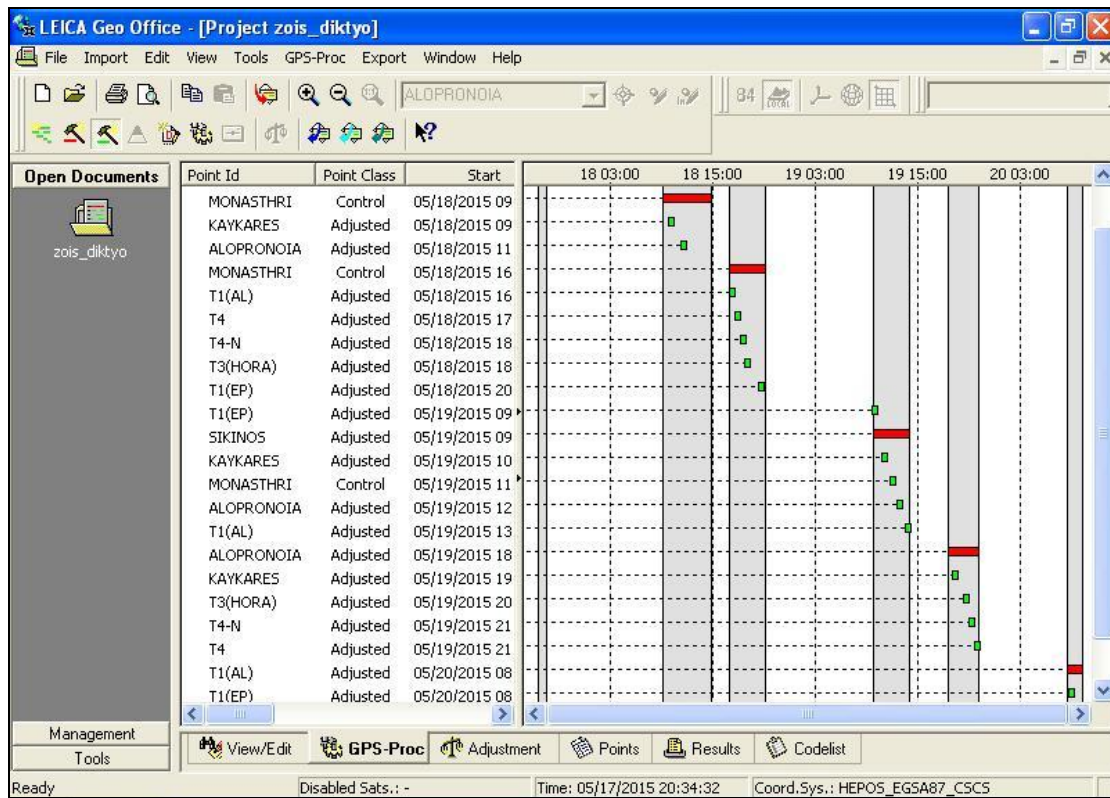 LEICA Geo Office - [Project zois_diktyo]
File Import Edit View Tools GPS-Proc Export Window Help
ALOPRONOIA
84 LOCAL
Open Documents
zois_diktyo
Point Id Point Class Start 18 03:00 18 15:00 19 03:00 19 15:00 20 03:00
MONASTHRI Control 05/18/2015 09
KAYKARES Adjusted 05/18/2015 09
ALOPRONOIA Adjusted 05/18/2015 11
MONASTHRI Control 05/18/2015 16
T1(AL) Adjusted 05/18/2015 16
T4 Adjusted 05/18/2015 17
T4-N Adjusted 05/18/2015 18
T3(HORA) Adjusted 05/18/2015 18
T1(EP) Adjusted 05/18/2015 20
T1(EP) Adjusted 05/19/2015 09
SIKINOS Adjusted 05/19/2015 09
KAYKARES Adjusted 05/19/2015 10
MONASTHRI Control 05/19/2015 11
ALOPRONOIA Adjusted 05/19/2015 12
T1(AL) Adjusted 05/19/2015 13
ALOPRONOIA Adjusted 05/19/2015 18
KAYKARES Adjusted 05/19/2015 19
T3(HORA) Adjusted 05/19/2015 20
T4-N Adjusted 05/19/2015 21
T4 Adjusted 05/19/2015 21
T1(AL) Adjusted 05/20/2015 08
T1(EP) Adjusted 05/20/2015 08
Management
Tools
View/Edit GPS-Proc Adjustment Points Results Codelist
Ready Disabled Sats.: - Time: 05/17/2015 20:34:32 Coord.Sys.: HEPOS_EGSA87_CSCS